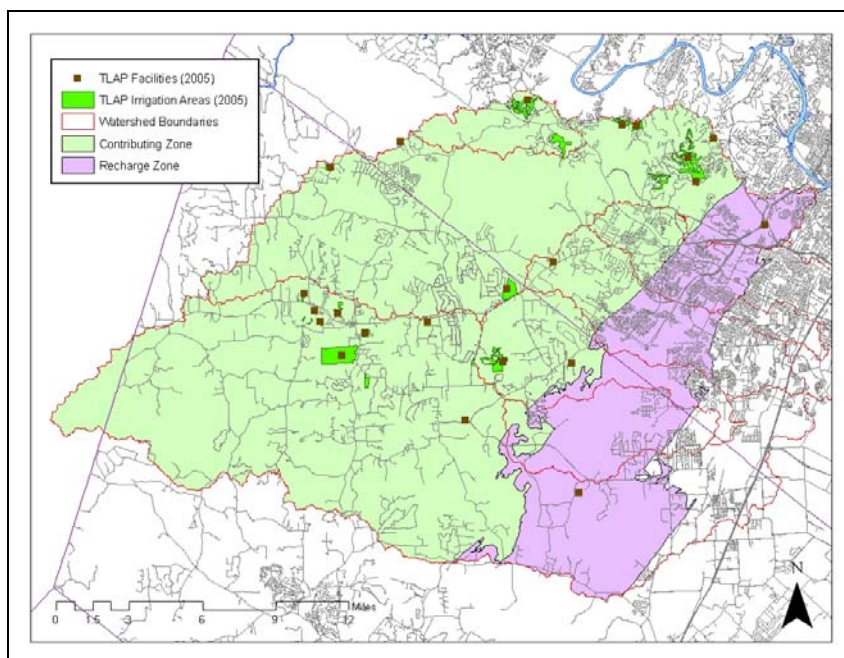 TLAP Facilities (2005)
TLAP Irrigation Areas (2005)
Watershed Boundaries
Contributing Zone
Recharge Zone
N
0 1.5 3 6 9 12
Miles